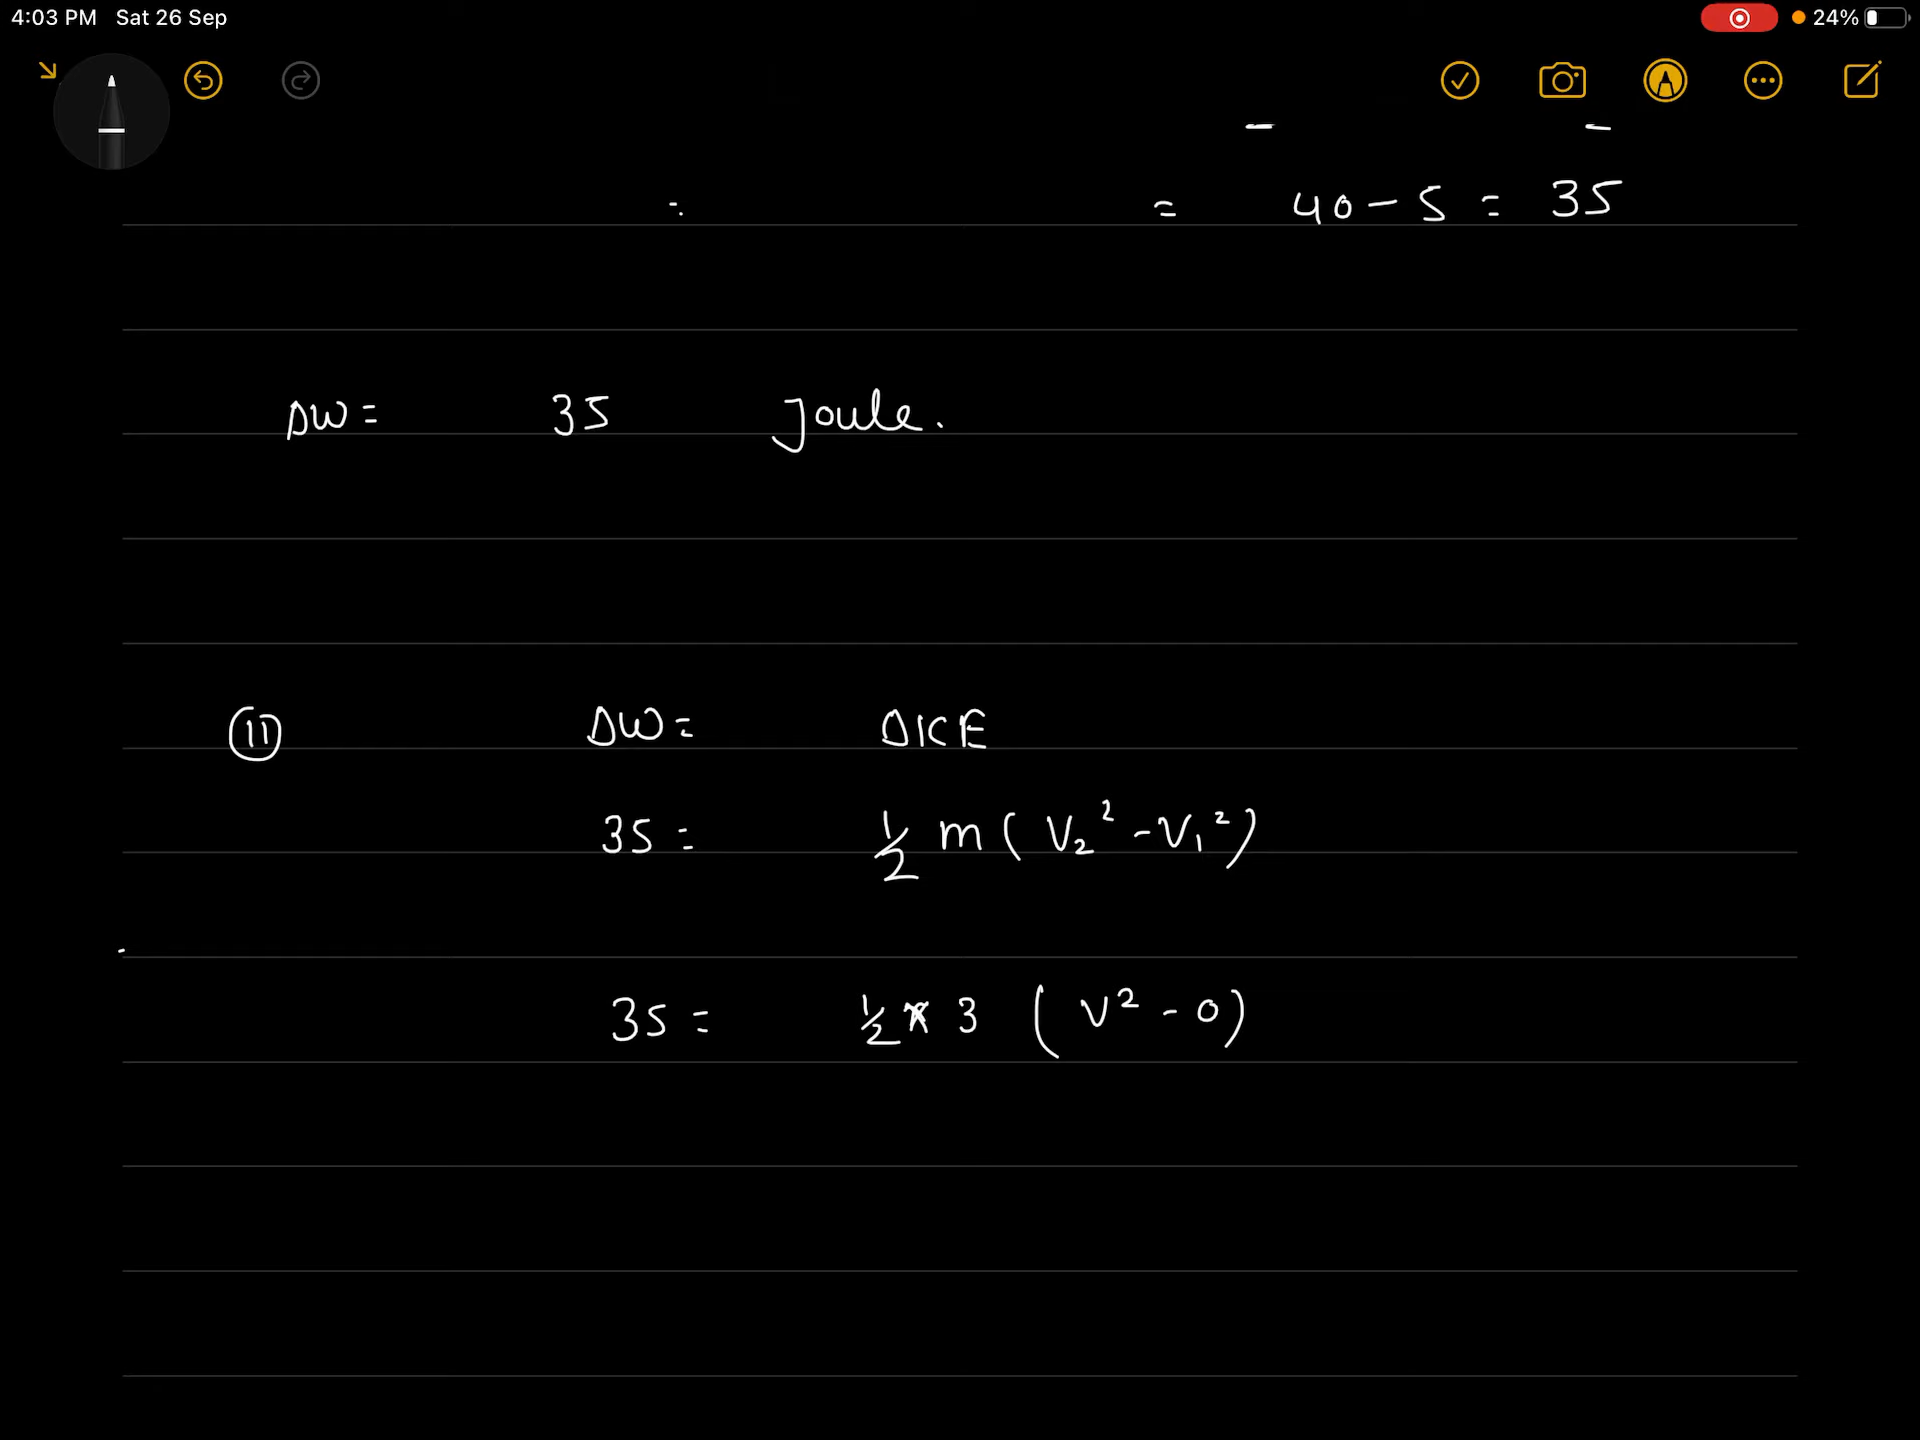 4:03 PM Sat 26 Sep 24%
= 40 - 5 = 35
ΔW = 35 Joule.
(11) ΔW = ΔKE
35 = 1/2 m ( V₂² - V₁² )
35 = 1/2 × 3 ( V² - 0 )